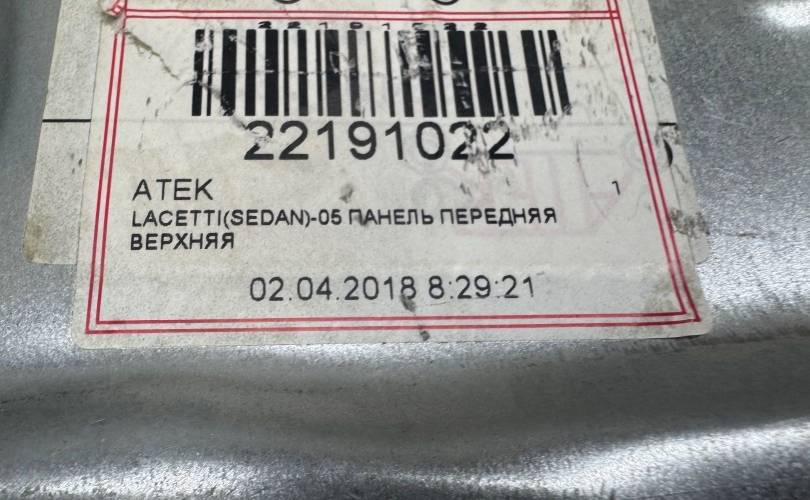 22191022
ATEK 1
LACETTI(SEDAN)-05 ПАНЕЛЬ ПЕРЕДНЯЯ
ВЕРХНЯЯ
02.04.2018 8:29:21